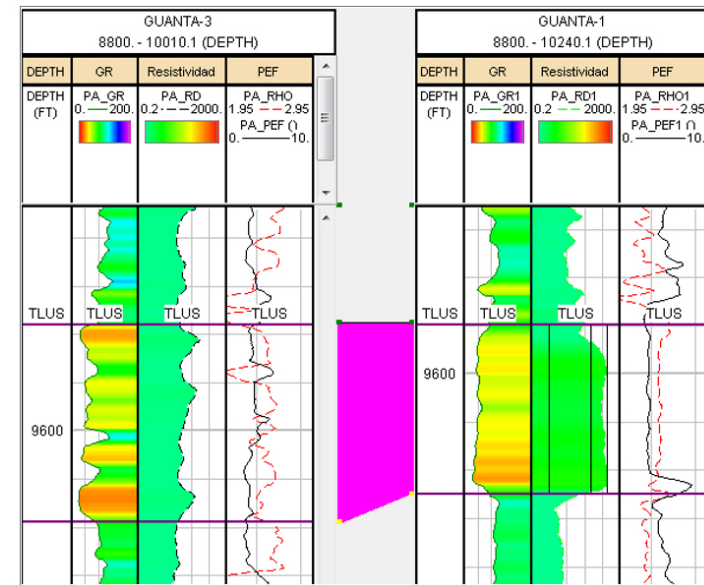 GUANTA-3
8800. - 10010.1 (DEPTH)
DEPTH GR Resistividad PEF
DEPTH (FT)
PA_GR
0. 200.
PA_RD
0.2 2000.
PA_RHO
1.95 2.95
PA_PEF ()
0. 10.
TLUS TLUS TLUS TLUS
9600
GUANTA-1
8800. - 10240.1 (DEPTH)
DEPTH GR Resistividad PEF
DEPTH (FT)
PA_GR1
0. 200.
PA_RD1
0.2 2000.
PA_RHO1
1.95 2.95
PA_PEF1 ()
0. 10.
TLUS TLUS TLUS TLUS
9600